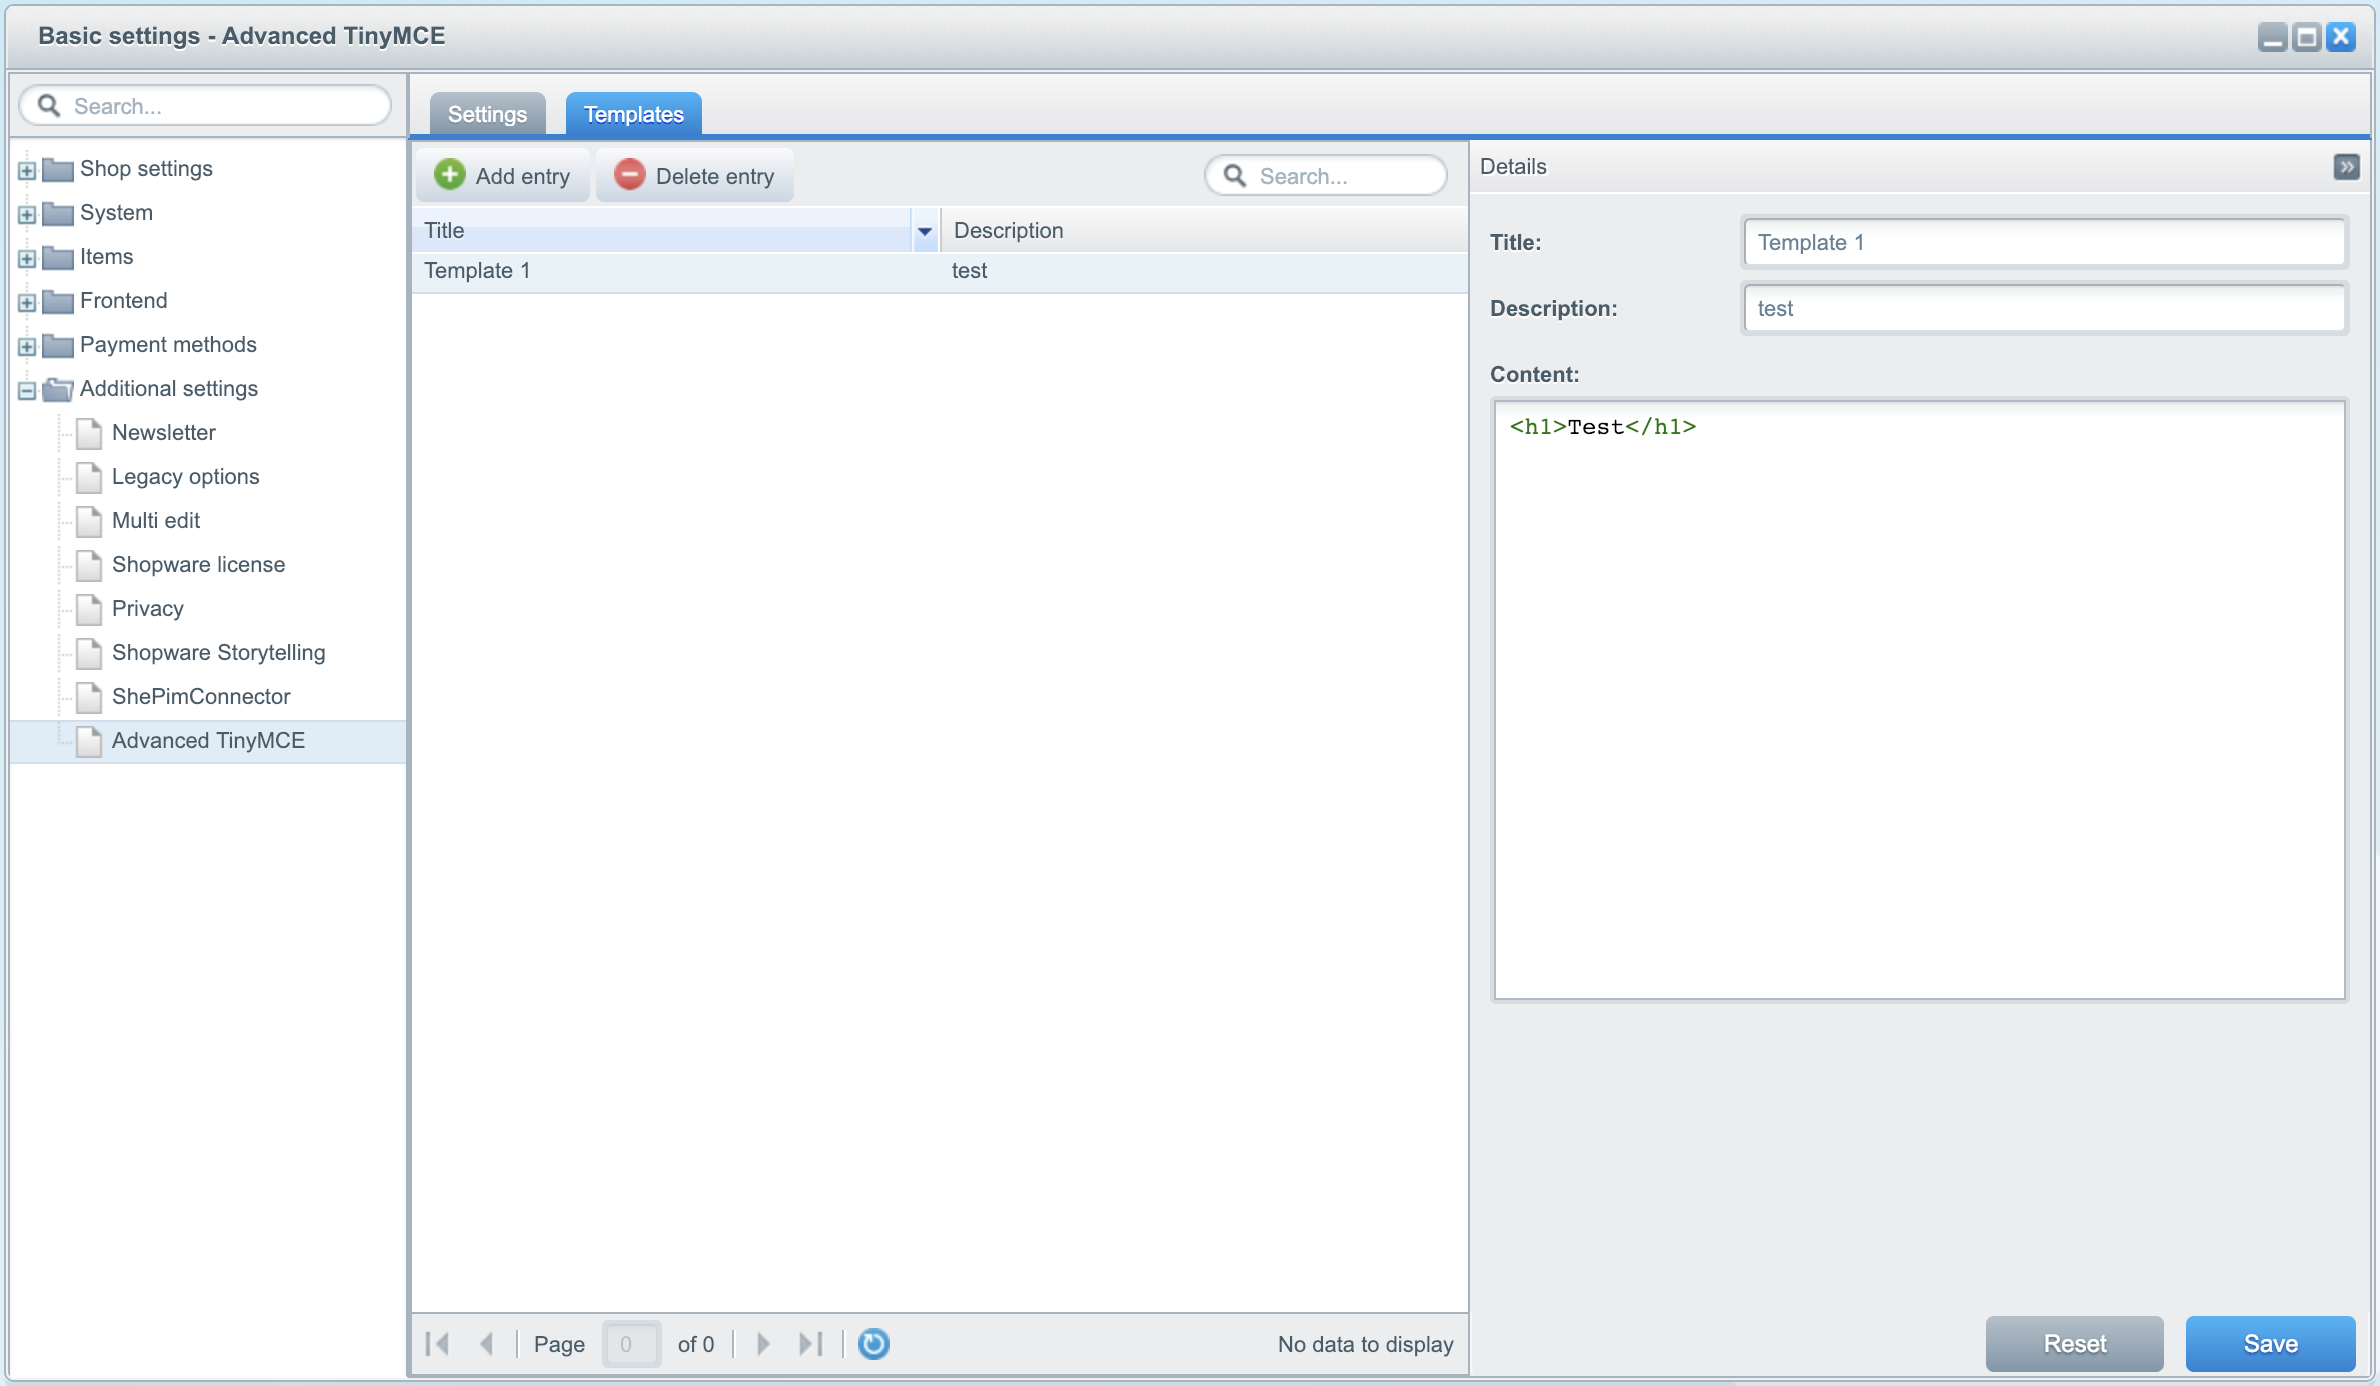 Basic settings - Advanced TinyMCE
Search...
Shop settings
System
Items
Frontend
Payment methods
Additional settings
Newsletter
Legacy options
Multi edit
Shopware license
Privacy
Shopware Storytelling
ShePimConnector
Advanced TinyMCE
Settings Templates
Add entry Delete entry Search...
Title Description
Template 1 test
Page 0 of 0 No data to display
Details
Title: Template 1
Description: test
Content:
<h1>Test</h1>
Reset Save